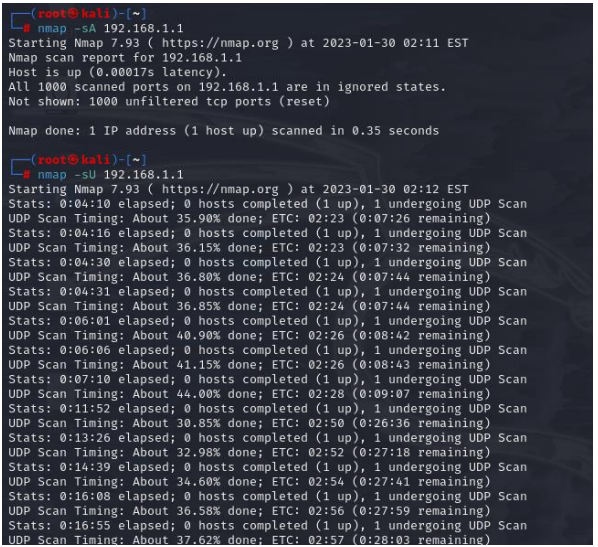 ┌──(root㉿kali)-[~]
└─# nmap -sA 192.168.1.1
Starting Nmap 7.93 ( https://nmap.org ) at 2023-01-30 02:11 EST
Nmap scan report for 192.168.1.1
Host is up (0.00017s latency).
All 1000 scanned ports on 192.168.1.1 are in ignored states.
Not shown: 1000 unfiltered tcp ports (reset)
Nmap done: 1 IP address (1 host up) scanned in 0.35 seconds
┌──(root㉿kali)-[~]
└─# nmap -sU 192.168.1.1
Starting Nmap 7.93 ( https://nmap.org ) at 2023-01-30 02:12 EST
Stats: 0:04:10 elapsed; 0 hosts completed (1 up), 1 undergoing UDP Scan
UDP Scan Timing: About 35.90% done; ETC: 02:23 (0:07:26 remaining)
Stats: 0:04:16 elapsed; 0 hosts completed (1 up), 1 undergoing UDP Scan
UDP Scan Timing: About 36.15% done; ETC: 02:23 (0:07:32 remaining)
Stats: 0:04:30 elapsed; 0 hosts completed (1 up), 1 undergoing UDP Scan
UDP Scan Timing: About 36.80% done; ETC: 02:24 (0:07:44 remaining)
Stats: 0:04:31 elapsed; 0 hosts completed (1 up), 1 undergoing UDP Scan
UDP Scan Timing: About 36.85% done; ETC: 02:24 (0:07:44 remaining)
Stats: 0:06:01 elapsed; 0 hosts completed (1 up), 1 undergoing UDP Scan
UDP Scan Timing: About 40.90% done; ETC: 02:26 (0:08:42 remaining)
Stats: 0:06:06 elapsed; 0 hosts completed (1 up), 1 undergoing UDP Scan
UDP Scan Timing: About 41.15% done; ETC: 02:26 (0:08:43 remaining)
Stats: 0:07:10 elapsed; 0 hosts completed (1 up), 1 undergoing UDP Scan
UDP Scan Timing: About 44.00% done; ETC: 02:28 (0:09:07 remaining)
Stats: 0:11:52 elapsed; 0 hosts completed (1 up), 1 undergoing UDP Scan
UDP Scan Timing: About 30.85% done; ETC: 02:50 (0:26:36 remaining)
Stats: 0:13:26 elapsed; 0 hosts completed (1 up), 1 undergoing UDP Scan
UDP Scan Timing: About 32.98% done; ETC: 02:52 (0:27:18 remaining)
Stats: 0:14:39 elapsed; 0 hosts completed (1 up), 1 undergoing UDP Scan
UDP Scan Timing: About 34.60% done; ETC: 02:54 (0:27:41 remaining)
Stats: 0:16:08 elapsed; 0 hosts completed (1 up), 1 undergoing UDP Scan
UDP Scan Timing: About 36.58% done; ETC: 02:56 (0:27:59 remaining)
Stats: 0:16:55 elapsed; 0 hosts completed (1 up), 1 undergoing UDP Scan
UDP Scan Timing: About 37.62% done; ETC: 02:57 (0:28:03 remaining)